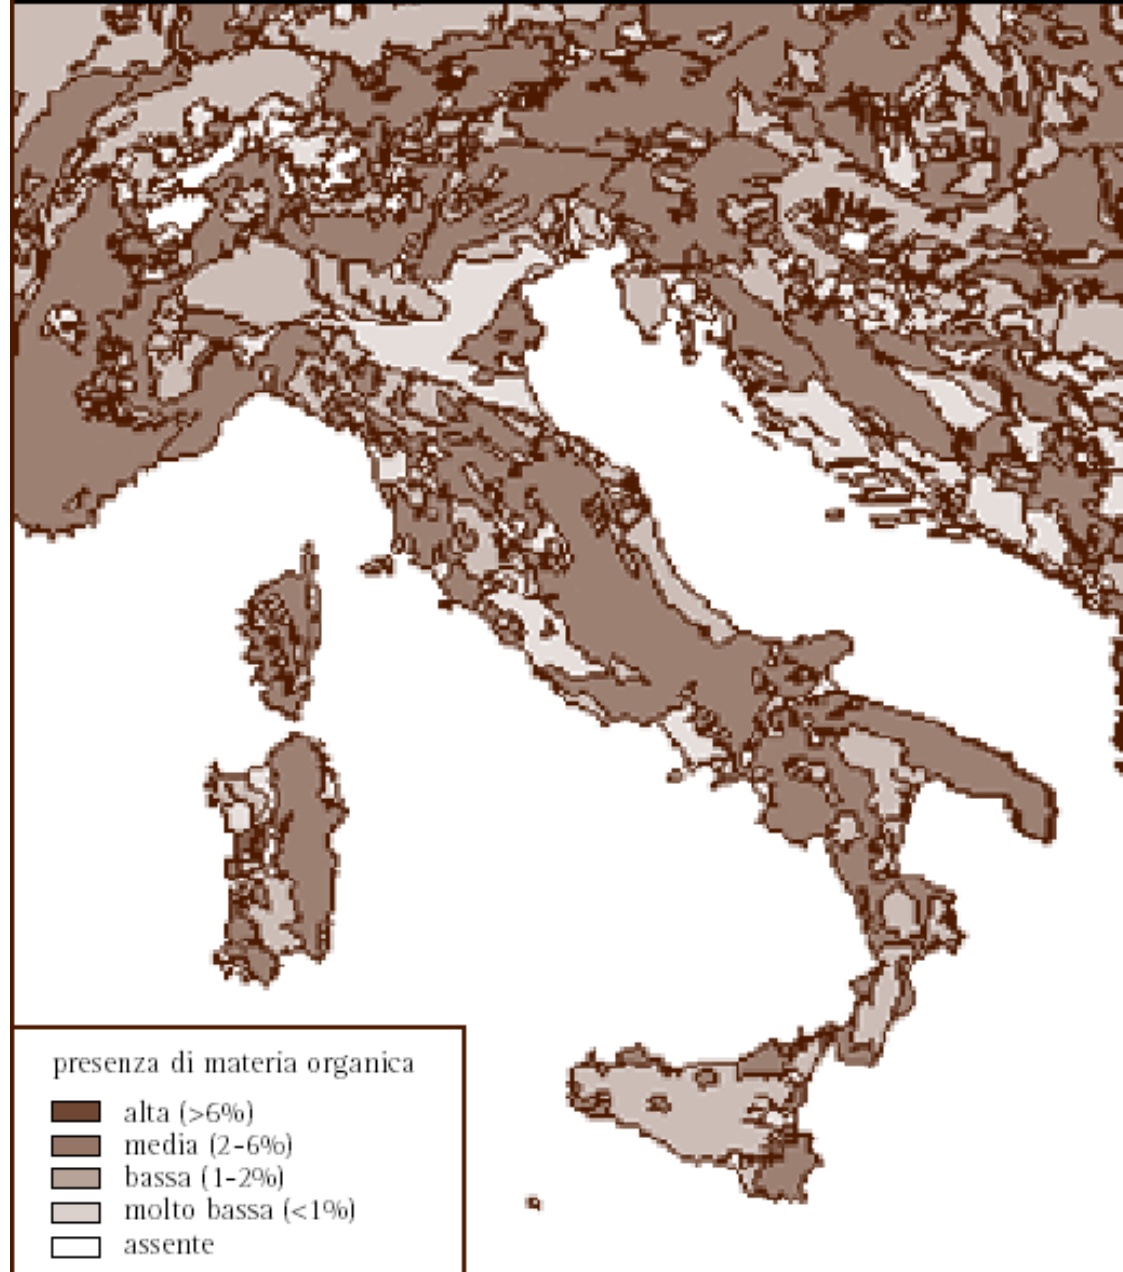 presenza di materia organica
alta (>6%)
media (2-6%)
bassa (1-2%)
molto bassa (<1%)
assente